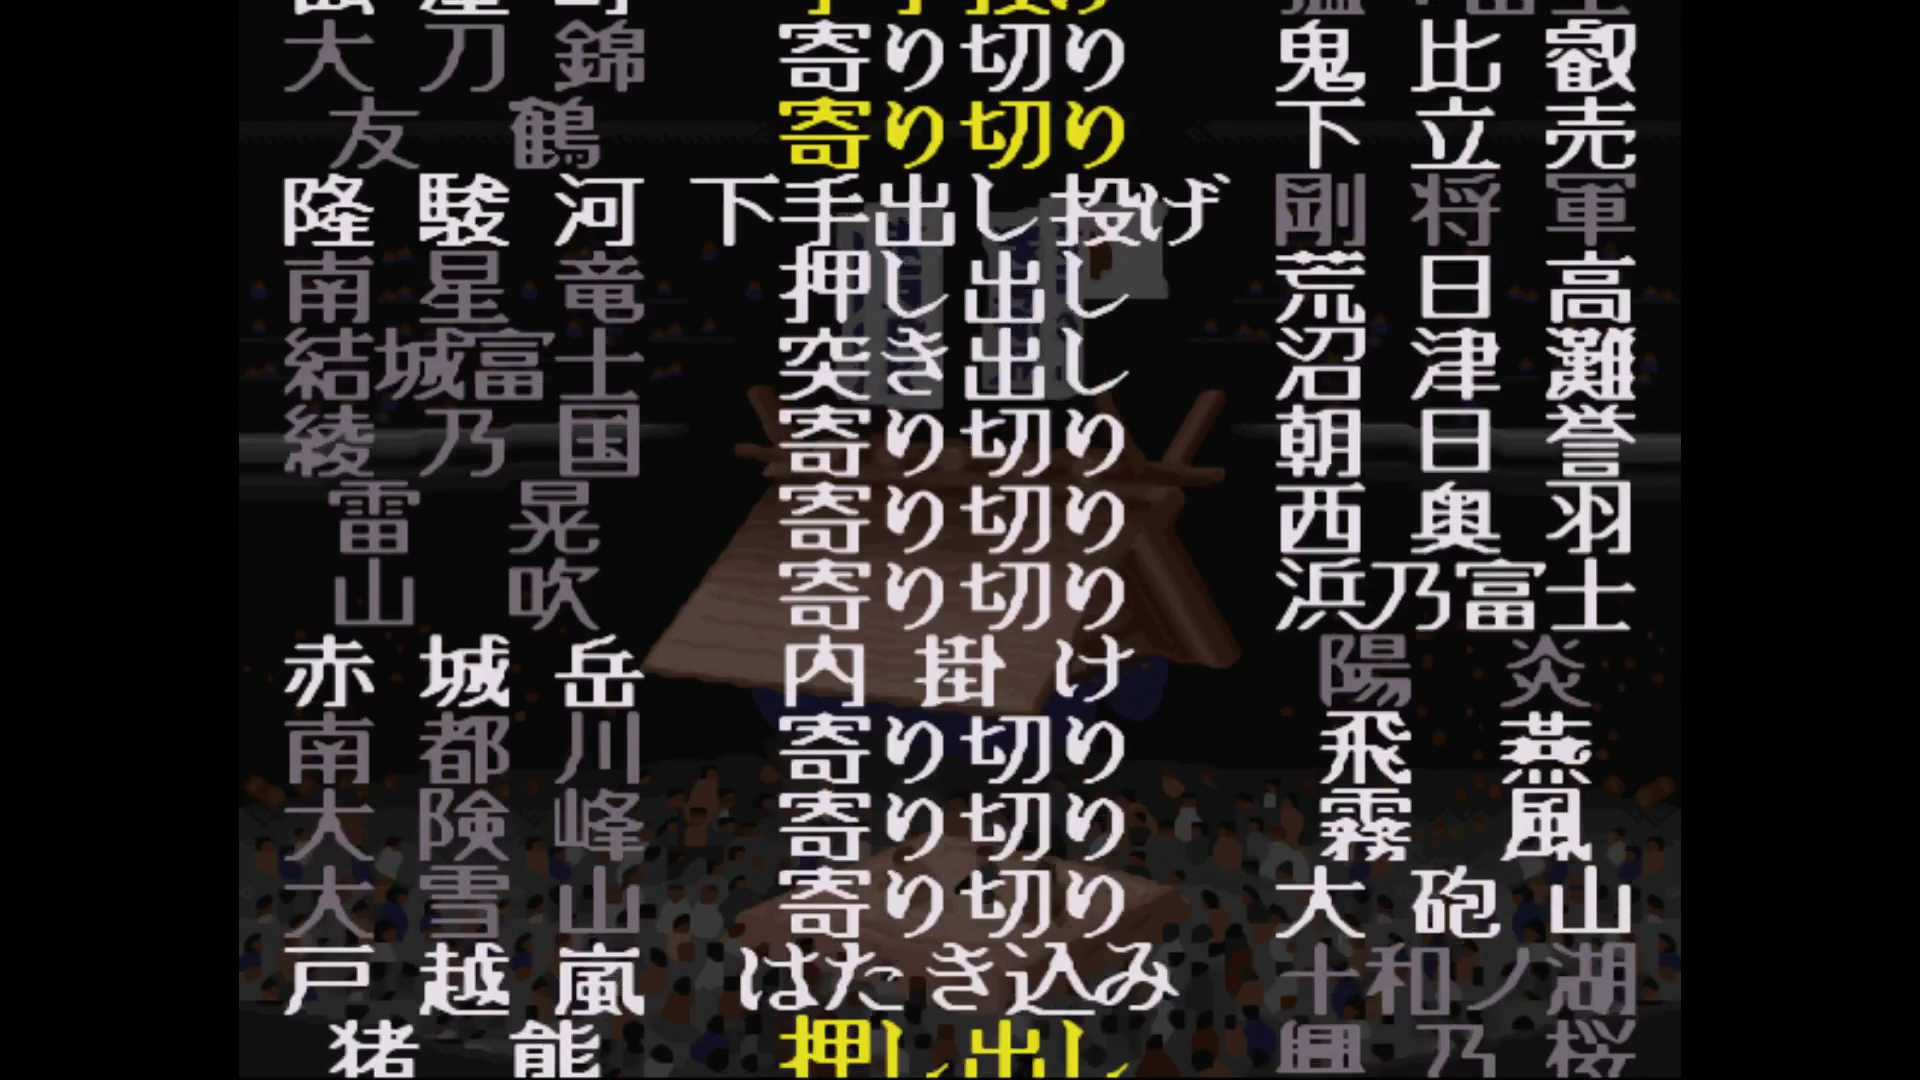 大刀錦 寄り切り 鬼比叡
友鶴 寄り切り 下立売
隆駿河 下手出し投げ 剛将軍
南星竜 押し出し 荒日高
結城富士 突き出し 沼津灘
綾乃国 寄り切り 朝日誉
雷晃 寄り切り 西奥羽
山吹 寄り切り 浜乃富士
赤城岳 内掛け 陽炎
南都川 寄り切り 飛燕
大険峰 寄り切り 霧風
大雪山 寄り切り 大砲山
戸越嵐 はたき込み 十和ノ湖
猪熊 押し出し 興乃桜